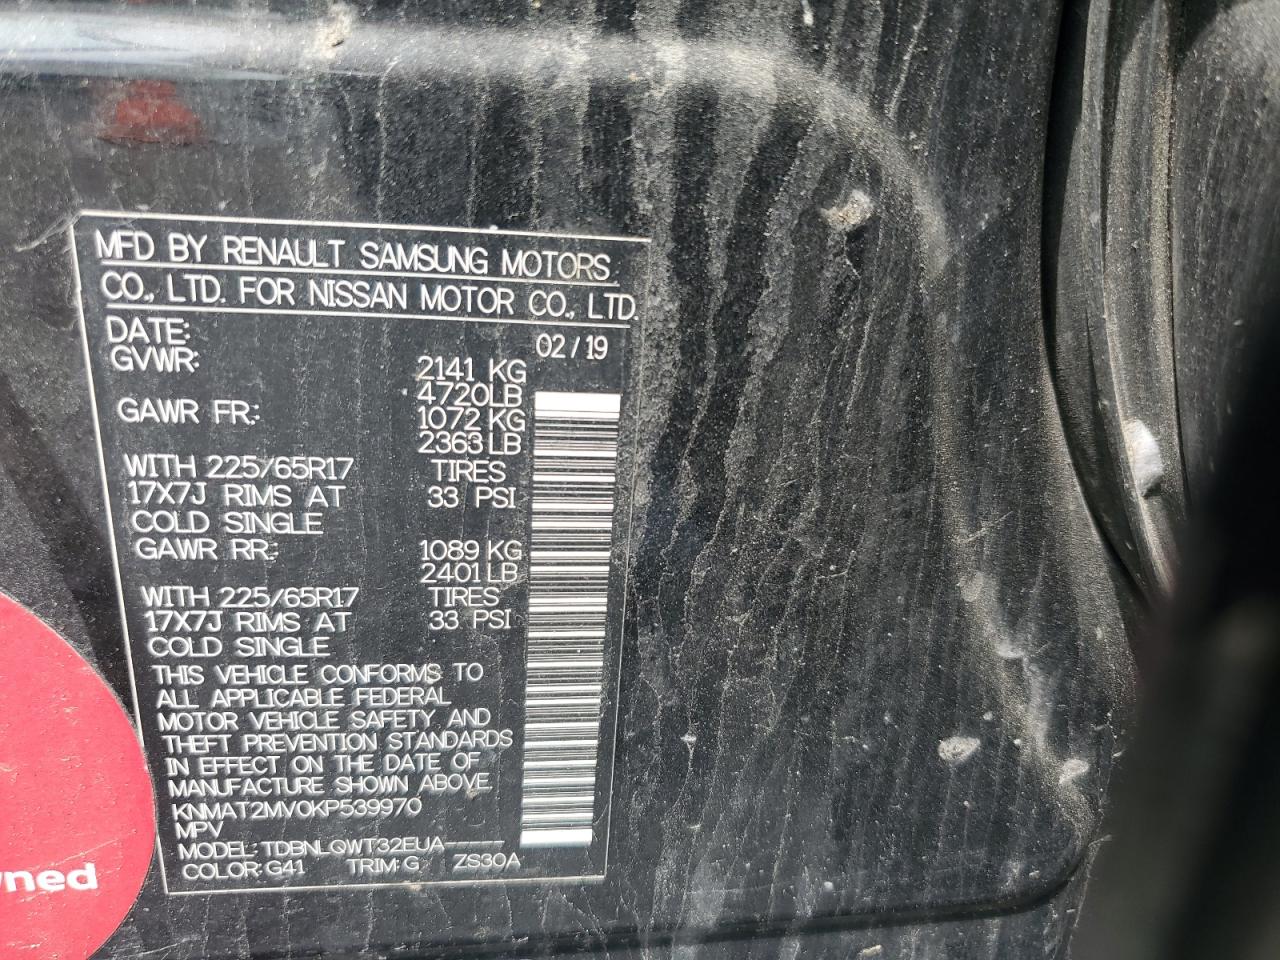 MFD BY RENAULT SAMSUNG MOTORS
CO., LTD. FOR NISSAN MOTOR CO., LTD.
DATE: 02/19
GVWR: 2141 KG
4720LB
GAWR FR: 1072 KG
2363 LB
WITH 225/65R17 TIRES
17X7J RIMS AT 33 PSI
COLD SINGLE
GAWR RR: 1089 KG
2401 LB
WITH 225/65R17 TIRES
17X7J RIMS AT 33 PSI
COLD SINGLE
THIS VEHICLE CONFORMS TO
ALL APPLICABLE FEDERAL
MOTOR VEHICLE SAFETY AND
THEFT PREVENTION STANDARDS
IN EFFECT ON THE DATE OF
MANUFACTURE SHOWN ABOVE.
KNMAT2MV0KP539970
MPV
MODEL: TDBNLQWT32EUA-----
COLOR: G41 TRIM: G ZS30A